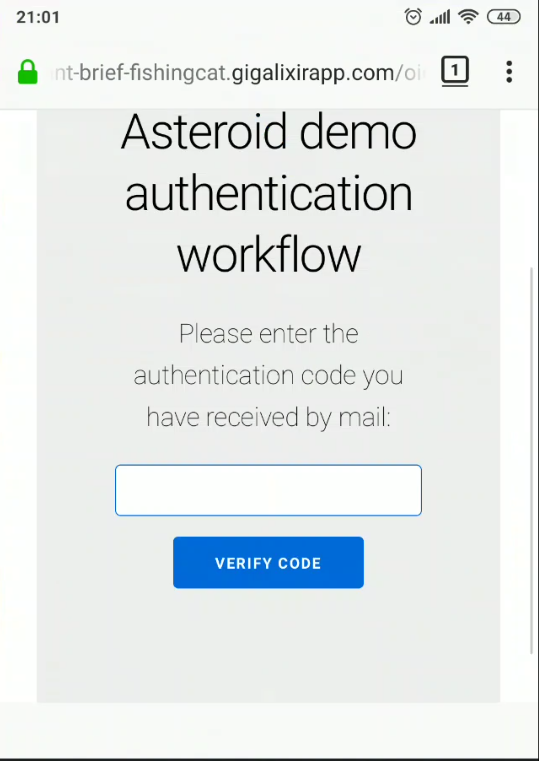 21:01
44
nt-brief-fishingcat.gigalixirapp.com/oi
1
Asteroid demo
authentication
workflow
Please enter the
authentication code you
have received by mail:
VERIFY CODE